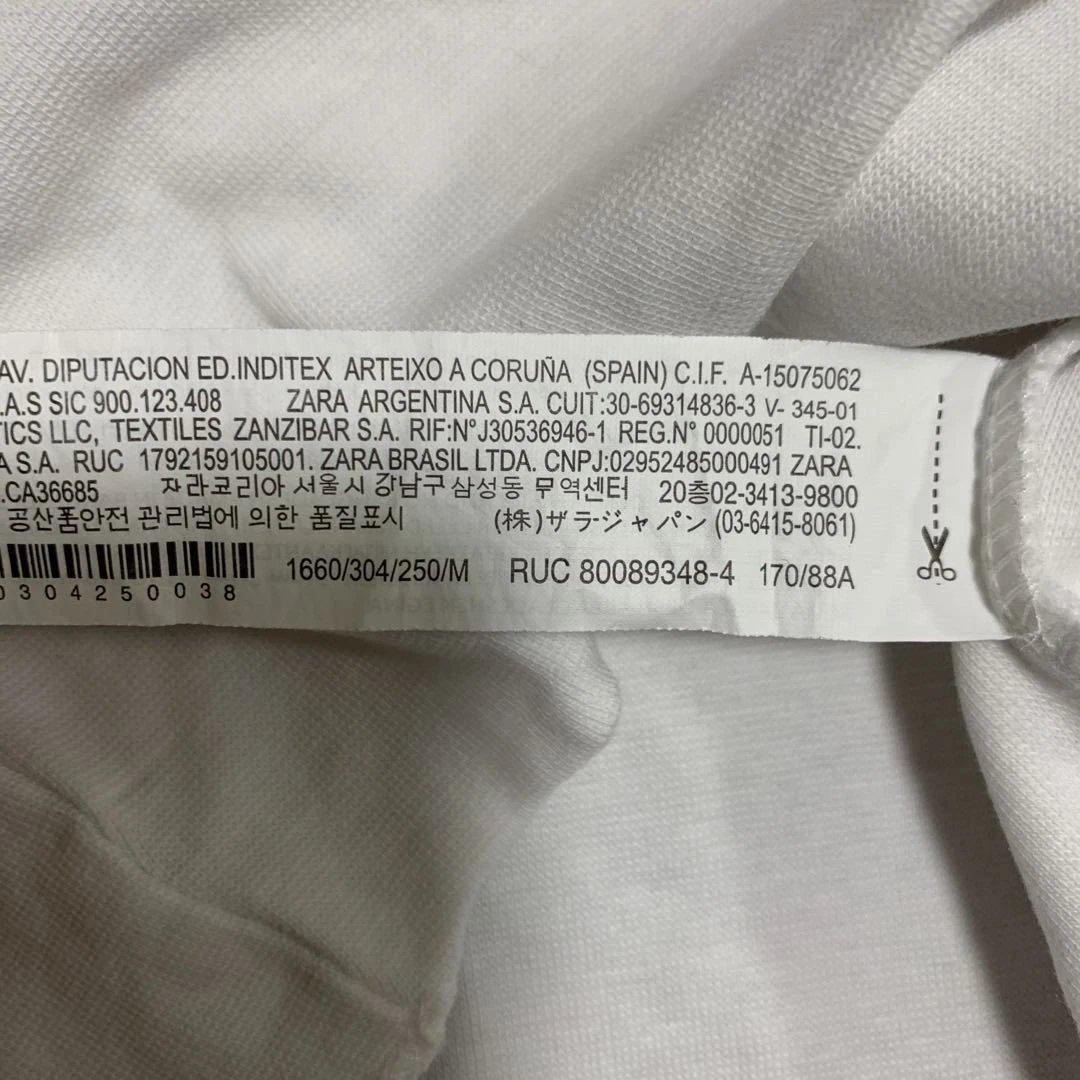 AV. DIPUTACION ED.INDITEX ARTEIXO A CORUÑA (SPAIN) C.I.F. A-15075062
.A.S SIC 900.123.408 ZARA ARGENTINA S.A. CUIT:30-69314836-3 V- 345-01
TICS LLC, TEXTILES ZANZIBAR S.A. RIF:N°J30536946-1 REG.N° 0000051 TI-02.
A S.A. RUC 1792159105001. ZARA BRASIL LTDA. CNPJ:02952485000491 ZARA
.CA36685 자라코리아 서울시 강남구 삼성동 무역센터 20층02-3413-9800
공산품안전 관리법에 의한 품질표시 (株)ザラ-ジャパン (03-6415-8061)
0304250038 1660/304/250/M RUC 80089348-4 170/88A